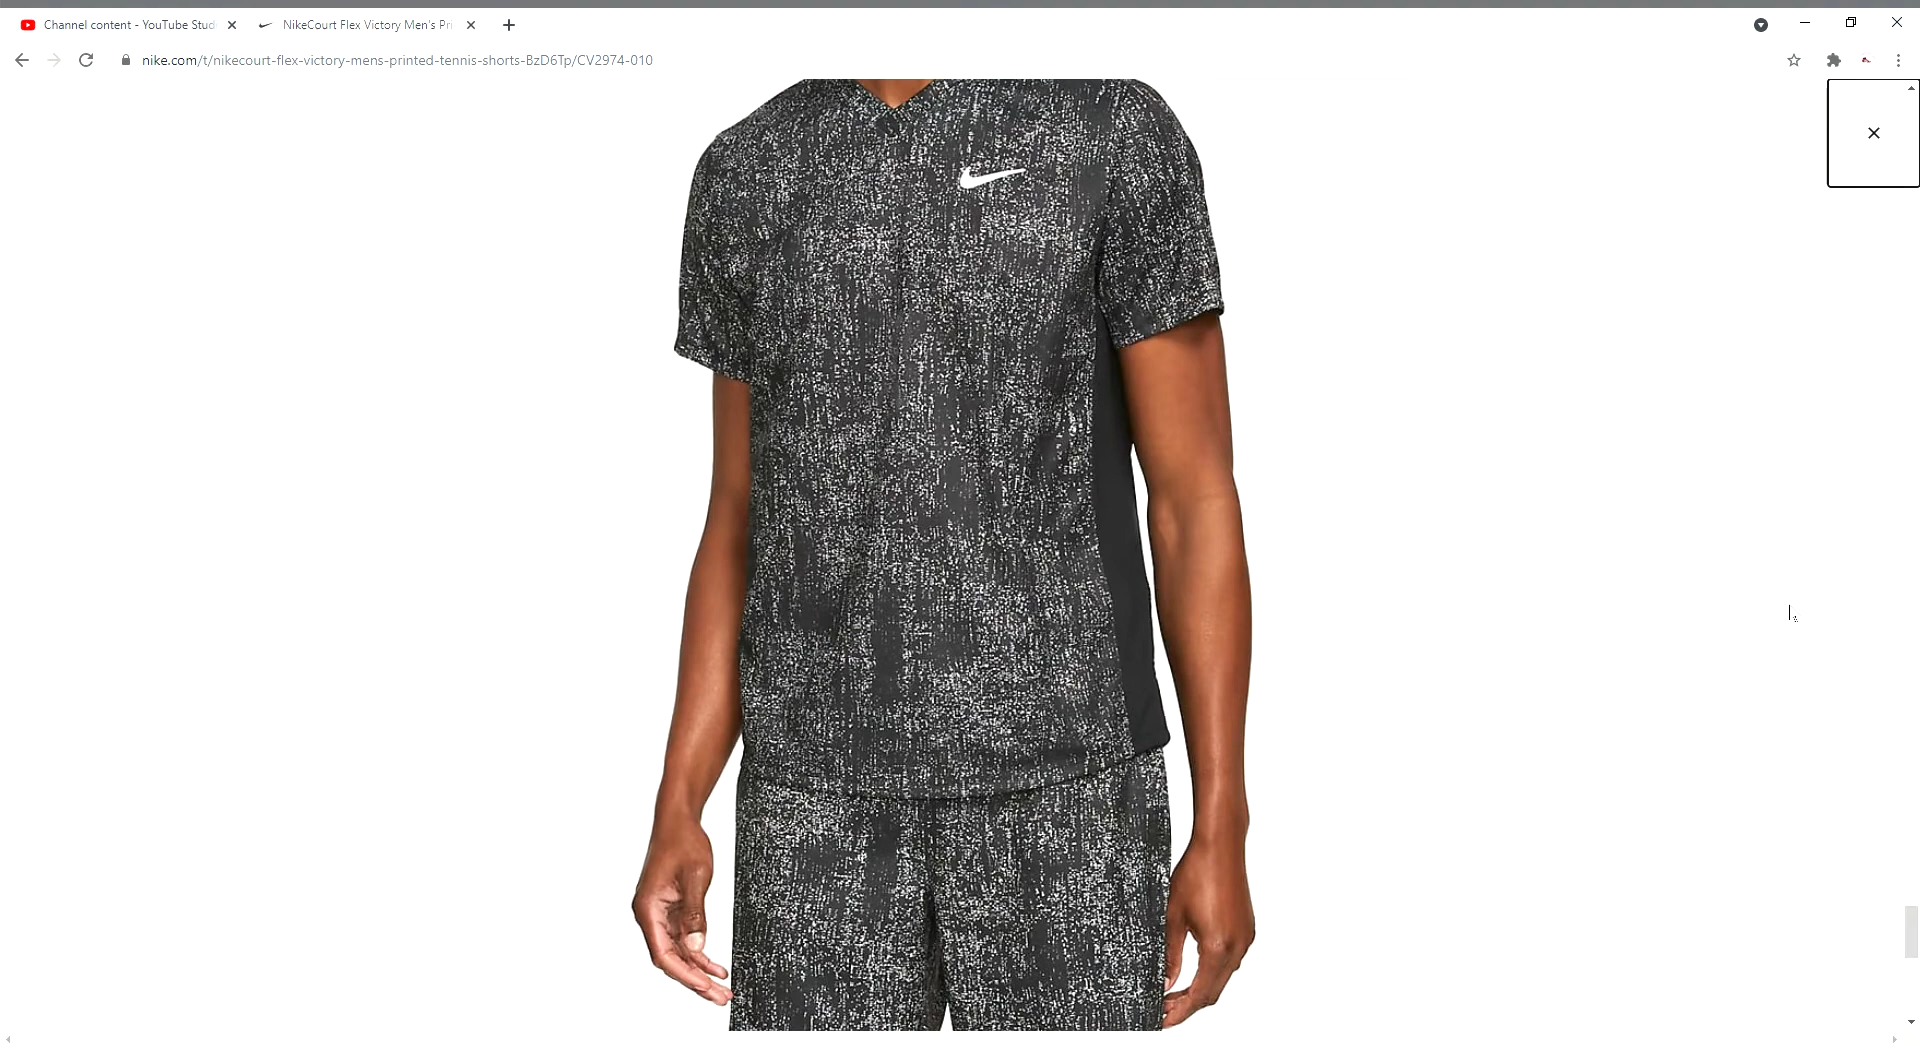 Channel content - YouTube Stud
NikeCourt Flex Victory Men's Pri
nike.com/t/nikecourt-flex-victory-mens-printed-tennis-shorts-BzD6Tp/CV2974-010